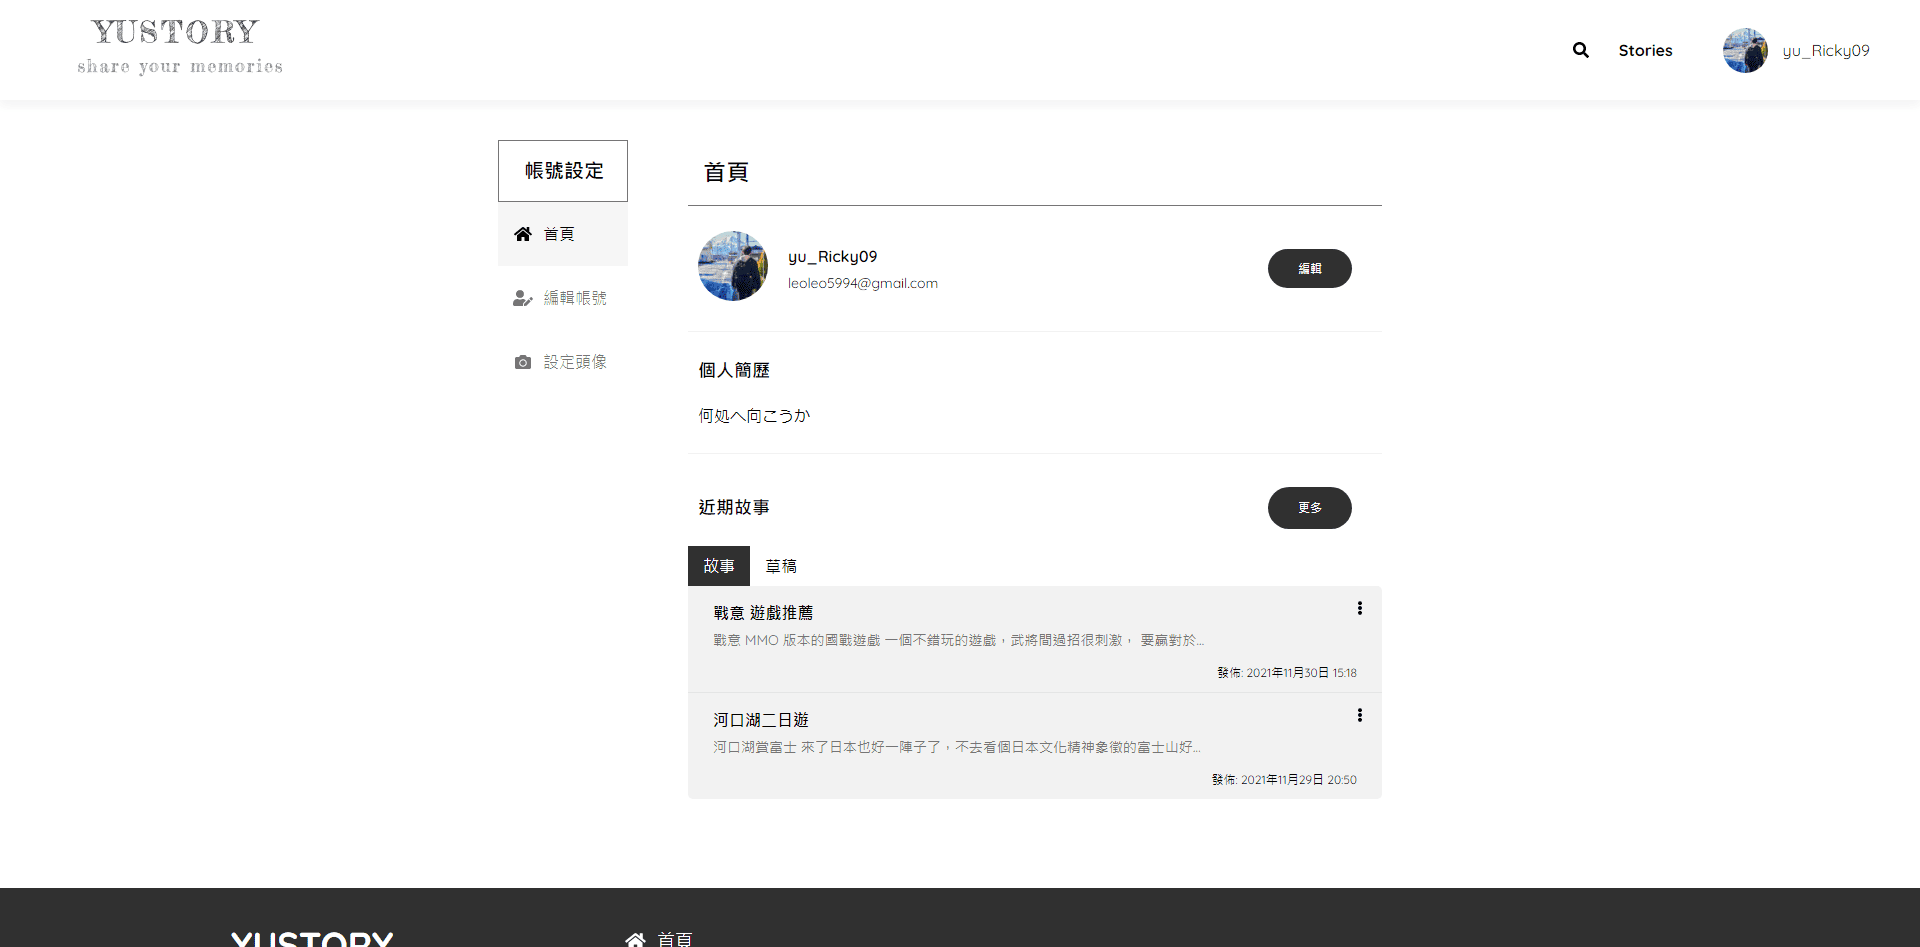 YUSTORY
share your memories
Stories
yu_Ricky09
帳號設定
首頁
編輯帳號
設定頭像
首頁
yu_Ricky09
leoleo5994@gmail.com
編輯
個人簡歷
何処へ向こうか
近期故事
更多
故事
草稿
戰意 遊戲推薦
戰意 MMO 版本的國戰遊戲 一個不錯玩的遊戲，武將間過招很刺激， 要贏對於...
發佈: 2021年11月30日 15:18
河口湖二日遊
河口湖賞富士 來了日本也好一陣子了，不去看個日本文化精神象徵的富士山好...
發佈: 2021年11月29日 20:50
YUSTORY
首頁